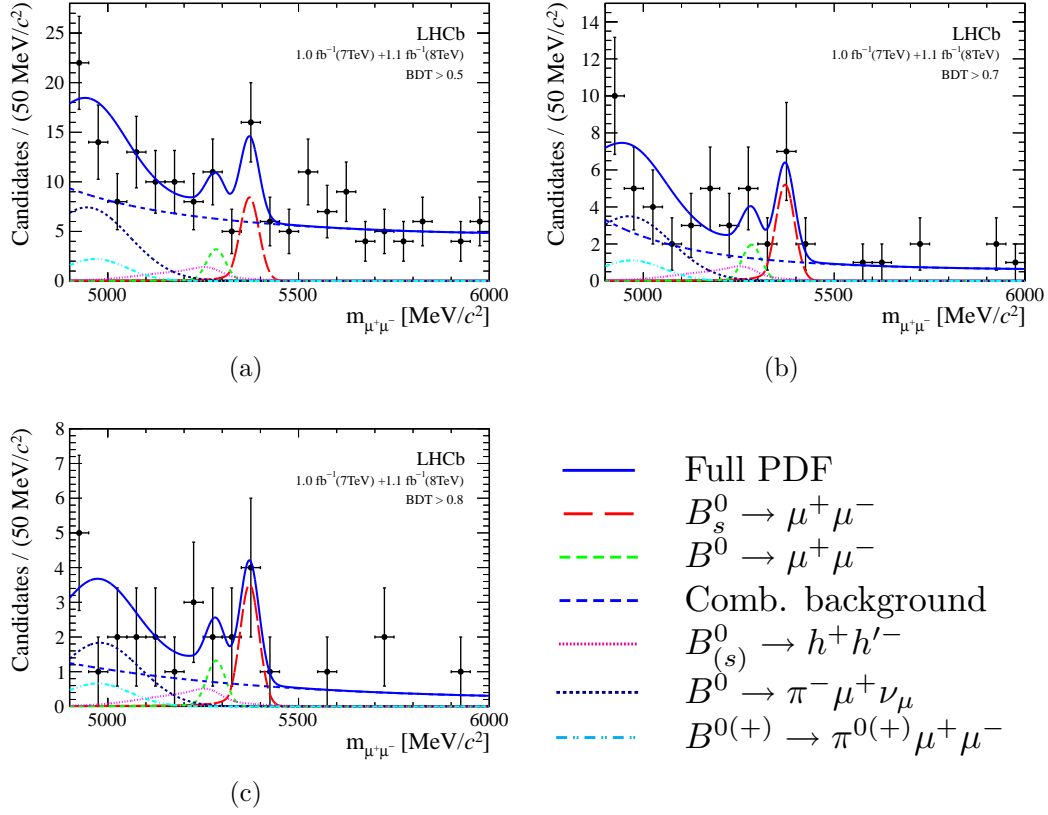 Candidates / (50 MeV/c²)
25
20
15
10
5
0
LHCb
1.0 fb⁻¹(7TeV) +1.1 fb⁻¹(8TeV)
BDT > 0.5
5000 5500 6000
m_μ⁺μ⁻ [MeV/c²]
(a)
Candidates / (50 MeV/c²)
14
12
10
8
6
4
2
0
LHCb
1.0 fb⁻¹(7TeV) +1.1 fb⁻¹(8TeV)
BDT > 0.7
5000 5500 6000
m_μ⁺μ⁻ [MeV/c²]
(b)
Candidates / (50 MeV/c²)
8
7
6
5
4
3
2
1
0
LHCb
1.0 fb⁻¹(7TeV) +1.1 fb⁻¹(8TeV)
BDT > 0.8
5000 5500 6000
m_μ⁺μ⁻ [MeV/c²]
(c)
Full PDF
B_s⁰ → μ⁺μ⁻
B⁰ → μ⁺μ⁻
Comb. background
B_(s)⁰ → h⁺h′⁻
B⁰ → π⁻μ⁺ν_μ
B⁰⁽⁺⁾ → π⁰⁽⁺⁾μ⁺μ⁻